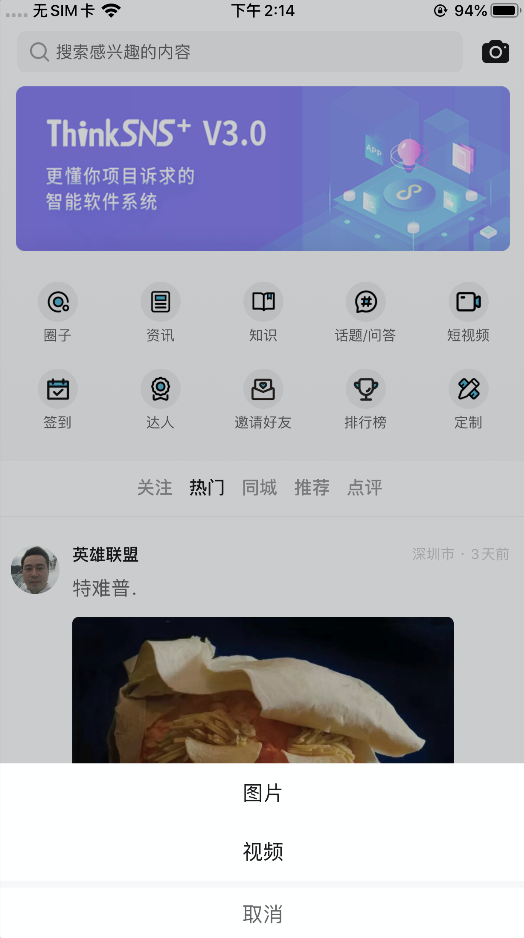 无SIM卡 下午2:14 94%
搜索感兴趣的内容
ThinkSNS+ V3.0
更懂你项目诉求的
智能软件系统
APP
圈子 资讯 知识 话题/问答 短视频
签到 达人 邀请好友 排行榜 定制
关注 热门 同城 推荐 点评
英雄联盟 深圳市·3天前
特难普.
图片
视频
取消